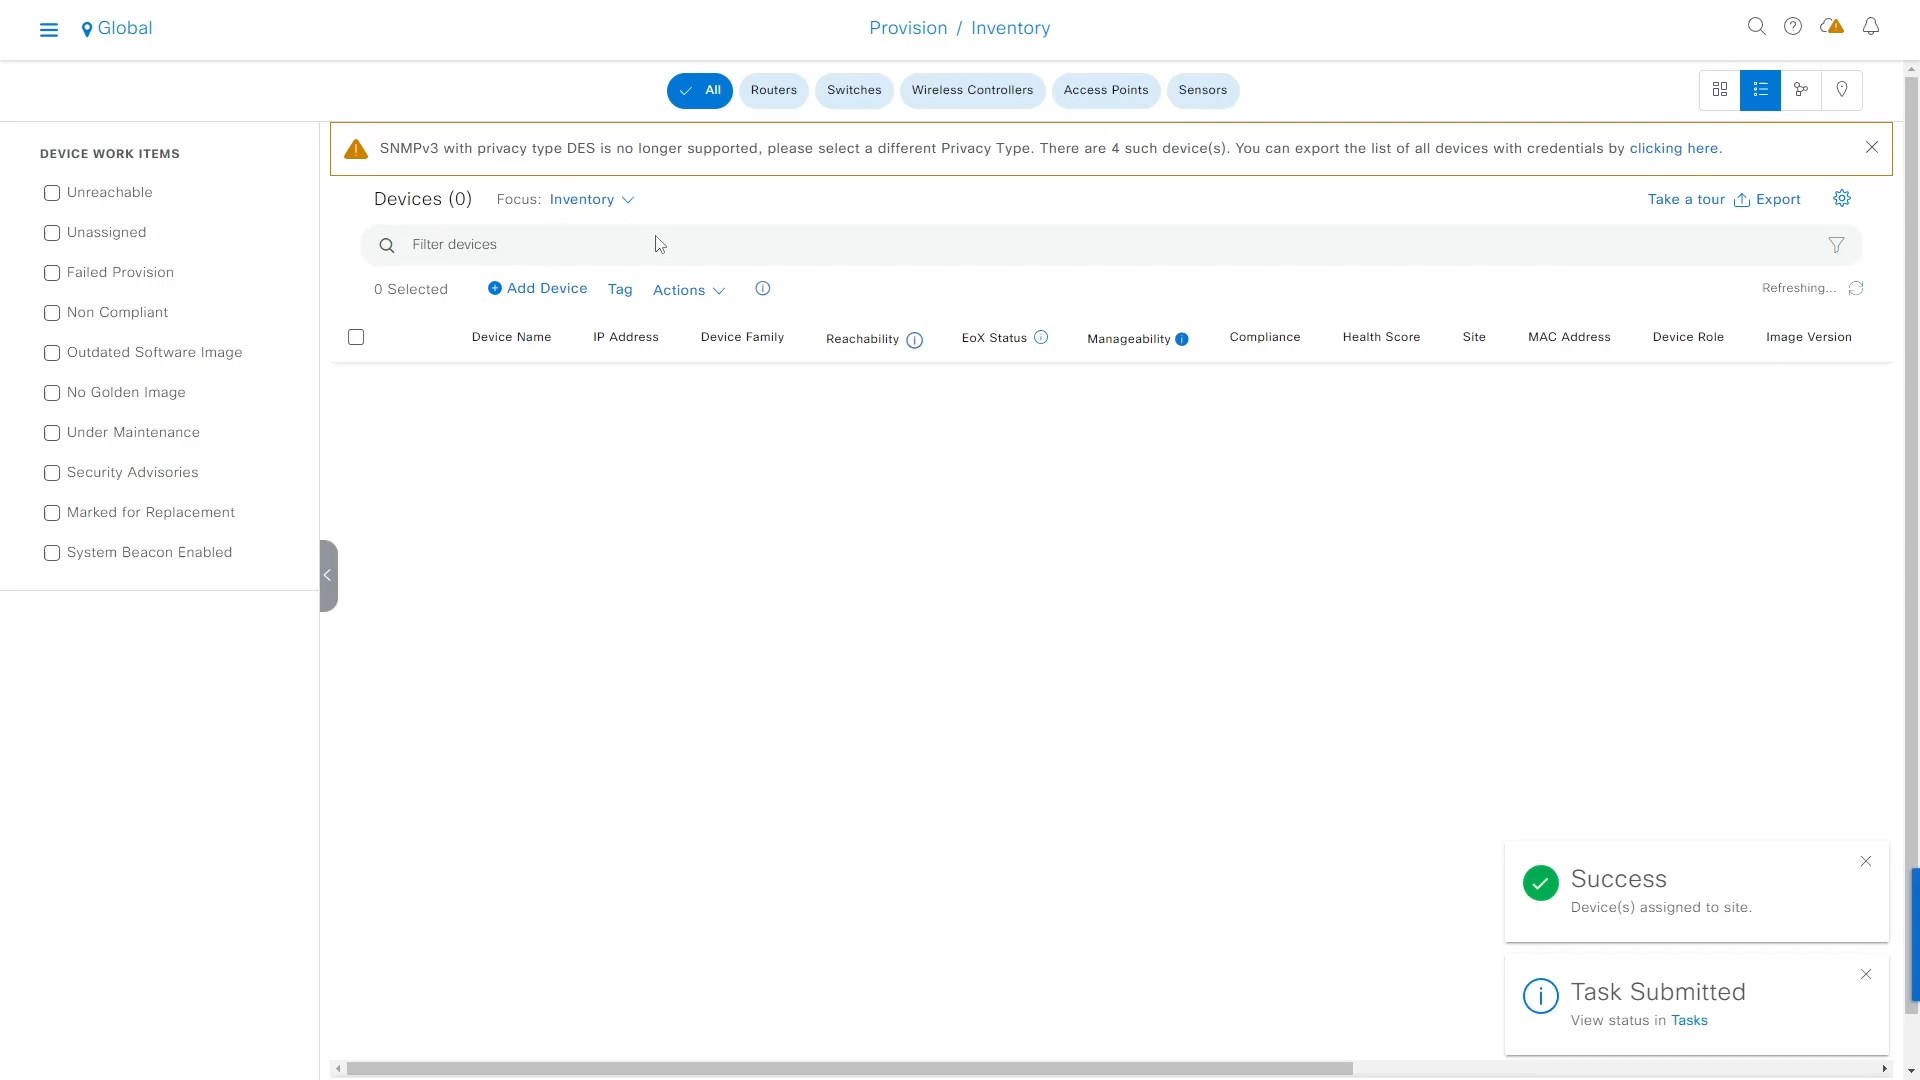 Global
Provision / Inventory
All
Routers
Switches
Wireless Controllers
Access Points
Sensors
DEVICE WORK ITEMS
Unreachable
Unassigned
Failed Provision
Non Compliant
Outdated Software Image
No Golden Image
Under Maintenance
Security Advisories
Marked for Replacement
System Beacon Enabled
SNMPv3 with privacy type DES is no longer supported, please select a different Privacy Type. There are 4 such device(s). You can export the list of all devices with credentials by clicking here.
Devices (0) Focus: Inventory Take a tour Export
Filter devices
0 Selected Add Device Tag Actions Refreshing...
Device Name IP Address Device Family Reachability EoX Status Manageability Compliance Health Score Site MAC Address Device Role Image Version
Success
Device(s) assigned to site.
Task Submitted
View status in Tasks